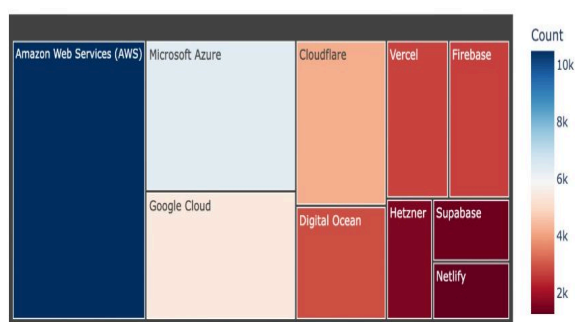 Amazon Web Services (AWS)
Microsoft Azure
Google Cloud
Cloudflare
Digital Ocean
Vercel
Firebase
Hetzner
Supabase
Netlify
Count
10k
8k
6k
4k
2k